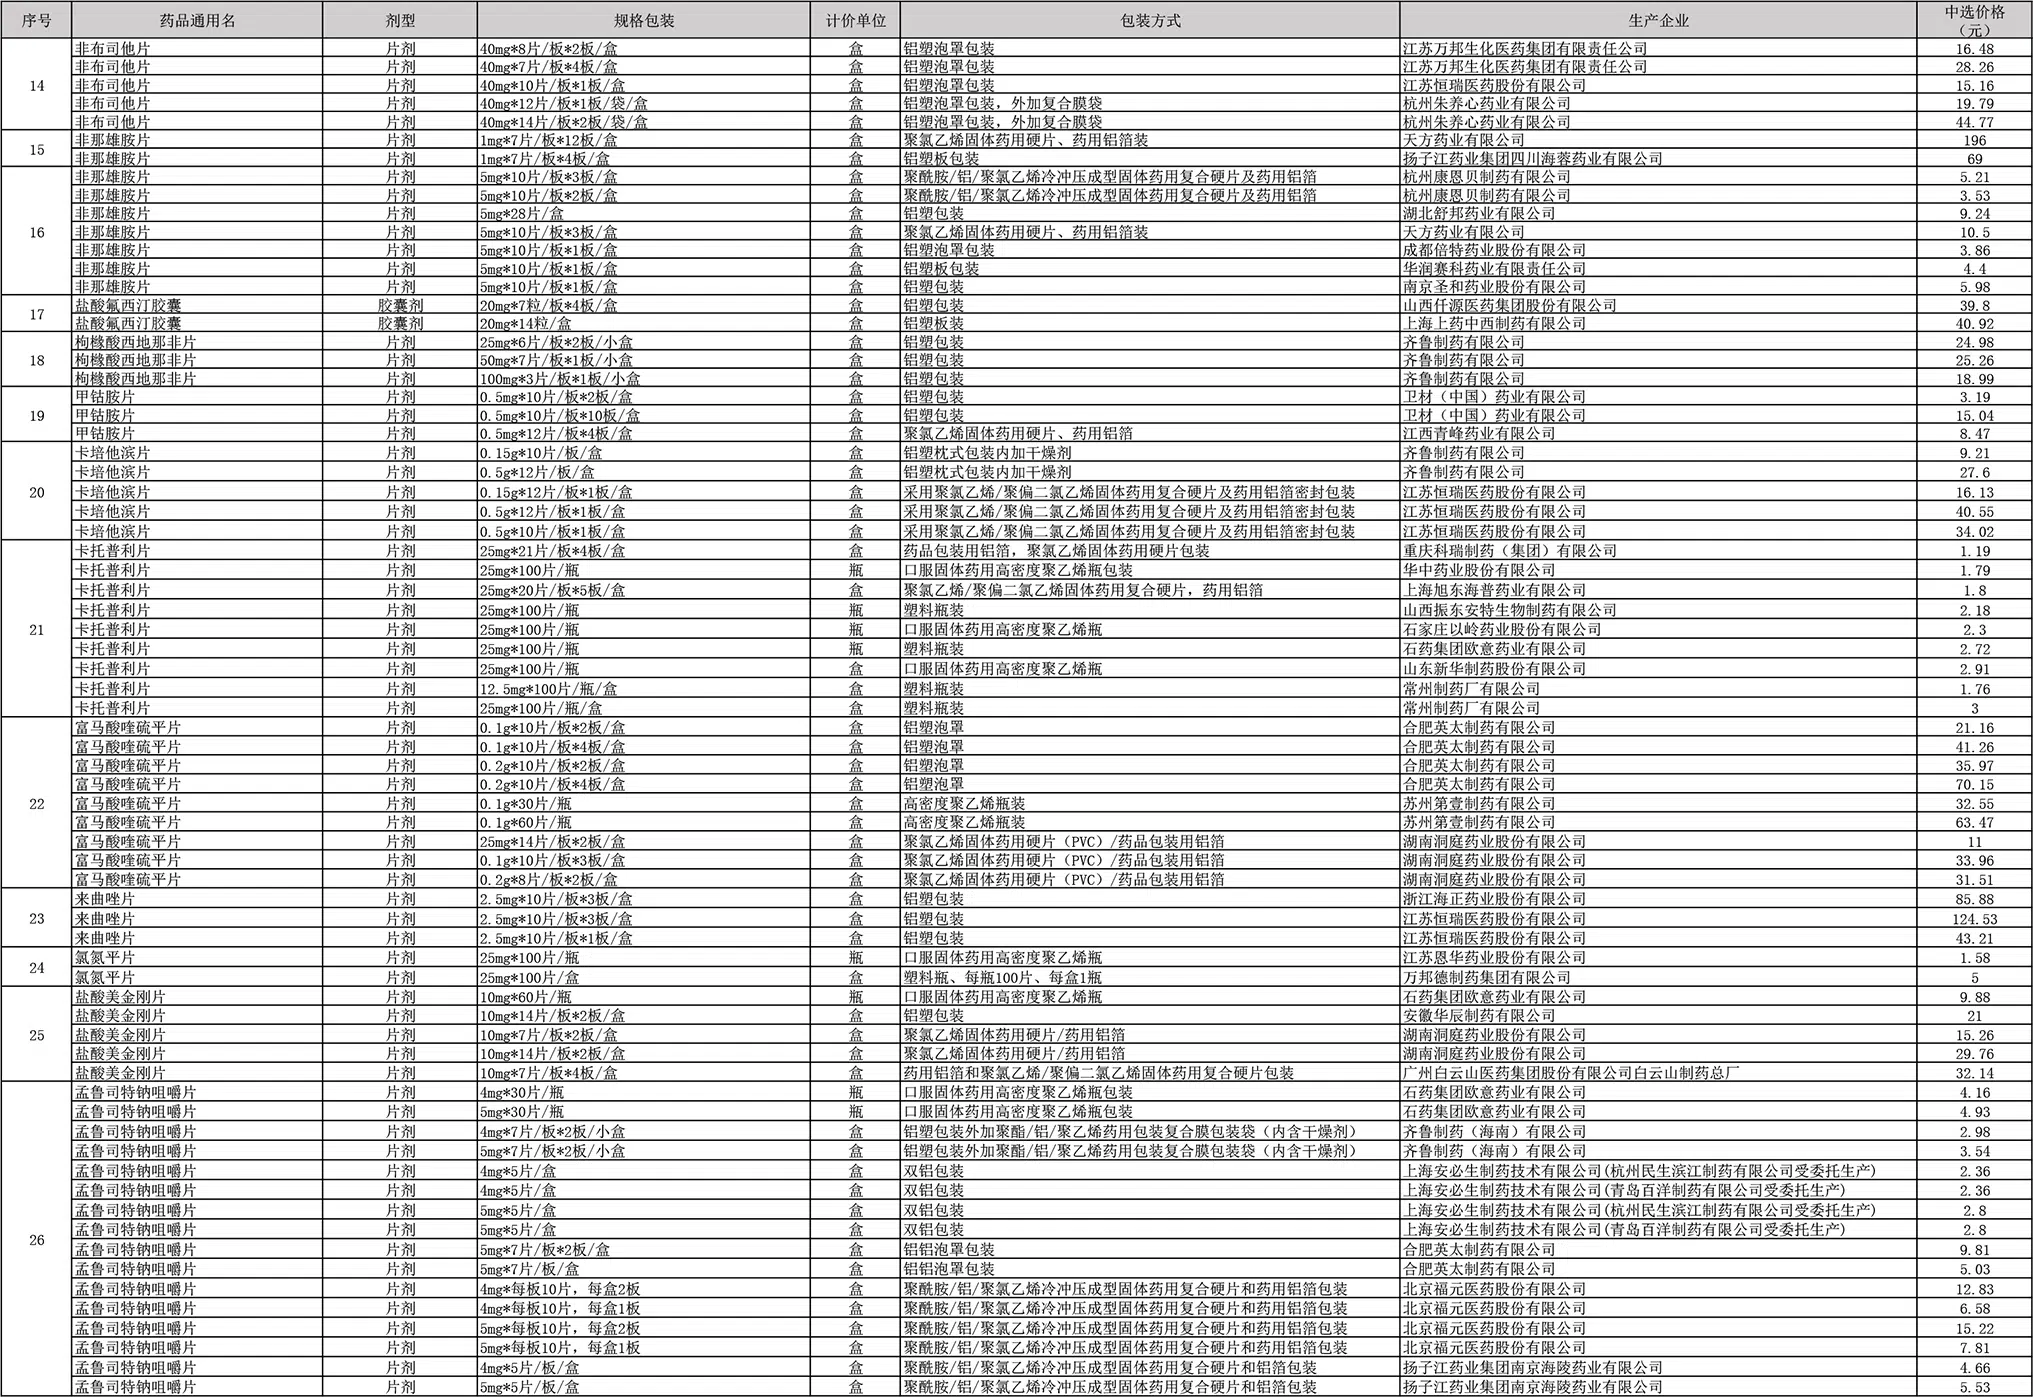 序号 药品通用名 剂型 规格包装 计价单位 包装方式 生产企业 中选价格（元）
14 非布司他片 片剂 40mg*8片/板*2板/盒 盒 铝塑泡罩包装 江苏万邦生化医药集团有限责任公司 16.48
非布司他片 片剂 40mg*7片/板*4板/盒 盒 铝塑泡罩包装 江苏万邦生化医药集团有限责任公司 28.26
非布司他片 片剂 40mg*10片/板*1板/盒 盒 铝塑泡罩包装 江苏恒瑞医药股份有限公司 15.16
非布司他片 片剂 40mg*12片/板*1板/袋/盒 盒 铝塑泡罩包装，外加复合膜袋 杭州朱养心药业有限公司 19.79
非布司他片 片剂 40mg*14片/板*2板/袋/盒 盒 铝塑泡罩包装，外加复合膜袋 杭州朱养心药业有限公司 44.77
15 非那雄胺片 片剂 1mg*7片/板*12板/盒 盒 聚氯乙烯固体药用硬片、药用铝箔装 天方药业有限公司 196
非那雄胺片 片剂 1mg*7片/板*4板/盒 盒 铝塑板包装 扬子江药业集团四川海蓉药业有限公司 69
16 非那雄胺片 片剂 5mg*10片/板*3板/盒 盒 聚酰胺/铝/聚氯乙烯冷冲压成型固体药用复合硬片及药用铝箔 杭州康恩贝制药有限公司 5.21
非那雄胺片 片剂 5mg*10片/板*2板/盒 盒 聚酰胺/铝/聚氯乙烯冷冲压成型固体药用复合硬片及药用铝箔 杭州康恩贝制药有限公司 3.53
非那雄胺片 片剂 5mg*28片/盒 盒 铝塑包装 湖北舒邦药业有限公司 9.24
非那雄胺片 片剂 5mg*10片/板*3板/盒 盒 聚氯乙烯固体药用硬片、药用铝箔装 天方药业有限公司 10.5
非那雄胺片 片剂 5mg*10片/板*1板/盒 盒 铝塑泡罩包装 成都倍特药业股份有限公司 3.86
非那雄胺片 片剂 5mg*10片/板*1板/盒 盒 铝塑板包装 华润赛科药业有限责任公司 4.4
非那雄胺片 片剂 5mg*10片/板*1板/盒 盒 铝塑包装 南京圣和药业股份有限公司 5.98
17 盐酸氟西汀胶囊 胶囊剂 20mg*7粒/板*4板/盒 盒 铝塑包装 山西仟源医药集团股份有限公司 39.8
盐酸氟西汀胶囊 胶囊剂 20mg*14粒/盒 盒 铝塑板装 上海上药中西制药有限公司 40.92
18 枸橼酸西地那非片 片剂 25mg*6片/板*2板/小盒 盒 铝塑包装 齐鲁制药有限公司 24.98
枸橼酸西地那非片 片剂 50mg*7片/板*1板/小盒 盒 铝塑包装 齐鲁制药有限公司 25.26
枸橼酸西地那非片 片剂 100mg*3片/板*1板/小盒 盒 铝塑包装 齐鲁制药有限公司 18.99
19 甲钴胺片 片剂 0.5mg*10片/板*2板/盒 盒 铝塑包装 卫材（中国）药业有限公司 3.19
甲钴胺片 片剂 0.5mg*10片/板*10板/盒 盒 铝塑包装 卫材（中国）药业有限公司 15.04
甲钴胺片 片剂 0.5mg*12片/板*4板/盒 盒 聚氯乙烯固体药用硬片、药用铝箔 江西青峰药业有限公司 8.47
20 卡培他滨片 片剂 0.15g*10片/板/盒 盒 铝塑枕式包装内加干燥剂 齐鲁制药有限公司 9.21
卡培他滨片 片剂 0.5g*12片/板/盒 盒 铝塑枕式包装内加干燥剂 齐鲁制药有限公司 27.6
卡培他滨片 片剂 0.15g*12片/板*1板/盒 盒 采用聚氯乙烯/聚偏二氯乙烯固体药用复合硬片及药用铝箔密封包装 江苏恒瑞医药股份有限公司 16.13
卡培他滨片 片剂 0.5g*12片/板*1板/盒 盒 采用聚氯乙烯/聚偏二氯乙烯固体药用复合硬片及药用铝箔密封包装 江苏恒瑞医药股份有限公司 40.55
卡培他滨片 片剂 0.5g*10片/板*1板/盒 盒 采用聚氯乙烯/聚偏二氯乙烯固体药用复合硬片及药用铝箔密封包装 江苏恒瑞医药股份有限公司 34.02
21 卡托普利片 片剂 25mg*21片/板*4板/盒 盒 药品包装用铝箔，聚氯乙烯固体药用硬片包装 重庆科瑞制药（集团）有限公司 1.19
卡托普利片 片剂 25mg*100片/瓶 瓶 口服固体药用高密度聚乙烯瓶包装 华中药业股份有限公司 1.79
卡托普利片 片剂 25mg*20片/板*5板/盒 盒 聚氯乙烯/聚偏二氯乙烯固体药用复合硬片，药用铝箔 上海旭东海普药业有限公司 1.8
卡托普利片 片剂 25mg*100片/瓶 瓶 塑料瓶装 山西振东安特生物制药有限公司 2.18
卡托普利片 片剂 25mg*100片/瓶 瓶 口服固体药用高密度聚乙烯瓶 石家庄以岭药业股份有限公司 2.3
卡托普利片 片剂 25mg*100片/瓶 瓶 塑料瓶装 石药集团欧意药业有限公司 2.72
卡托普利片 片剂 25mg*100片/瓶 盒 口服固体药用高密度聚乙烯瓶 山东新华制药股份有限公司 2.91
卡托普利片 片剂 12.5mg*100片/瓶/盒 盒 塑料瓶装 常州制药厂有限公司 1.76
卡托普利片 片剂 25mg*100片/瓶/盒 盒 塑料瓶装 常州制药厂有限公司 3
22 富马酸喹硫平片 片剂 0.1g*10片/板*2板/盒 盒 铝塑泡罩 合肥英太制药有限公司 21.16
富马酸喹硫平片 片剂 0.1g*10片/板*4板/盒 盒 铝塑泡罩 合肥英太制药有限公司 41.26
富马酸喹硫平片 片剂 0.2g*10片/板*2板/盒 盒 铝塑泡罩 合肥英太制药有限公司 35.97
富马酸喹硫平片 片剂 0.2g*10片/板*4板/盒 盒 铝塑泡罩 合肥英太制药有限公司 70.15
富马酸喹硫平片 片剂 0.1g*30片/瓶 盒 高密度聚乙烯瓶装 苏州第壹制药有限公司 32.55
富马酸喹硫平片 片剂 0.1g*60片/瓶 盒 高密度聚乙烯瓶装 苏州第壹制药有限公司 63.47
富马酸喹硫平片 片剂 25mg*14片/板*2板/盒 盒 聚氯乙烯固体药用硬片（PVC）/药品包装用铝箔 湖南洞庭药业股份有限公司 11
富马酸喹硫平片 片剂 0.1g*10片/板*3板/盒 盒 聚氯乙烯固体药用硬片（PVC）/药品包装用铝箔 湖南洞庭药业股份有限公司 33.96
富马酸喹硫平片 片剂 0.2g*8片/板*2板/盒 盒 聚氯乙烯固体药用硬片（PVC）/药品包装用铝箔 湖南洞庭药业股份有限公司 31.51
23 来曲唑片 片剂 2.5mg*10片/板*3板/盒 盒 铝塑包装 浙江海正药业股份有限公司 85.88
来曲唑片 片剂 2.5mg*10片/板*3板/盒 盒 铝塑包装 江苏恒瑞医药股份有限公司 124.53
来曲唑片 片剂 2.5mg*10片/板*1板/盒 盒 铝塑包装 江苏恒瑞医药股份有限公司 43.21
24 氯氮平片 片剂 25mg*100片/瓶 瓶 口服固体药用高密度聚乙烯瓶 江苏恩华药业股份有限公司 1.58
氯氮平片 片剂 25mg*100片/盒 盒 塑料瓶、每瓶100片、每盒1瓶 万邦德制药集团有限公司 5
25 盐酸美金刚片 片剂 10mg*60片/瓶 瓶 口服固体药用高密度聚乙烯瓶 石药集团欧意药业有限公司 9.88
盐酸美金刚片 片剂 10mg*14片/板*2板/盒 盒 铝塑包装 安徽华辰制药有限公司 21
盐酸美金刚片 片剂 10mg*7片/板*2板/盒 盒 聚氯乙烯固体药用硬片/药用铝箔 湖南洞庭药业股份有限公司 15.26
盐酸美金刚片 片剂 10mg*14片/板*2板/盒 盒 聚氯乙烯固体药用硬片/药用铝箔 湖南洞庭药业股份有限公司 29.76
盐酸美金刚片 片剂 10mg*7片/板*4板/盒 盒 药用铝箔和聚氯乙烯/聚偏二氯乙烯固体药用复合硬片包装 广州白云山医药集团股份有限公司白云山制药总厂 32.14
26 孟鲁司特钠咀嚼片 片剂 4mg*30片/瓶 瓶 口服固体药用高密度聚乙烯瓶包装 石药集团欧意药业有限公司 4.16
孟鲁司特钠咀嚼片 片剂 5mg*30片/瓶 瓶 口服固体药用高密度聚乙烯瓶包装 石药集团欧意药业有限公司 4.93
孟鲁司特钠咀嚼片 片剂 4mg*7片/板*2板/小盒 盒 铝塑包装外加聚酯/铝/聚乙烯药用包装复合膜包装袋（内含干燥剂） 齐鲁制药（海南）有限公司 2.98
孟鲁司特钠咀嚼片 片剂 5mg*7片/板*2板/小盒 盒 铝塑包装外加聚酯/铝/聚乙烯药用包装复合膜包装袋（内含干燥剂） 齐鲁制药（海南）有限公司 3.54
孟鲁司特钠咀嚼片 片剂 4mg*5片/盒 盒 双铝包装 上海安必生制药技术有限公司(杭州民生滨江制药有限公司受委托生产) 2.36
孟鲁司特钠咀嚼片 片剂 4mg*5片/盒 盒 双铝包装 上海安必生制药技术有限公司(青岛百洋制药有限公司受委托生产) 2.36
孟鲁司特钠咀嚼片 片剂 5mg*5片/盒 盒 双铝包装 上海安必生制药技术有限公司(杭州民生滨江制药有限公司受委托生产) 2.8
孟鲁司特钠咀嚼片 片剂 5mg*5片/盒 盒 双铝包装 上海安必生制药技术有限公司(青岛百洋制药有限公司受委托生产) 2.8
孟鲁司特钠咀嚼片 片剂 5mg*7片/板*2板/盒 盒 铝铝泡罩包装 合肥英太制药有限公司 9.81
孟鲁司特钠咀嚼片 片剂 5mg*7片/板/盒 盒 铝铝泡罩包装 合肥英太制药有限公司 5.03
孟鲁司特钠咀嚼片 片剂 4mg*每板10片，每盒2板 盒 聚酰胺/铝/聚氯乙烯冷冲压成型固体药用复合硬片和药用铝箔包装 北京福元医药股份有限公司 12.83
孟鲁司特钠咀嚼片 片剂 4mg*每板10片，每盒1板 盒 聚酰胺/铝/聚氯乙烯冷冲压成型固体药用复合硬片和药用铝箔包装 北京福元医药股份有限公司 6.58
孟鲁司特钠咀嚼片 片剂 5mg*每板10片，每盒2板 盒 聚酰胺/铝/聚氯乙烯冷冲压成型固体药用复合硬片和药用铝箔包装 北京福元医药股份有限公司 15.22
孟鲁司特钠咀嚼片 片剂 5mg*每板10片，每盒1板 盒 聚酰胺/铝/聚氯乙烯冷冲压成型固体药用复合硬片和药用铝箔包装 北京福元医药股份有限公司 7.81
孟鲁司特钠咀嚼片 片剂 4mg*5片/板/盒 盒 聚酰胺/铝/聚氯乙烯冷冲压成型固体药用复合硬片和铝箔包装 扬子江药业集团南京海陵药业有限公司 4.66
孟鲁司特钠咀嚼片 片剂 5mg*5片/板/盒 盒 聚酰胺/铝/聚氯乙烯冷冲压成型固体药用复合硬片和铝箔包装 扬子江药业集团南京海陵药业有限公司 5.53